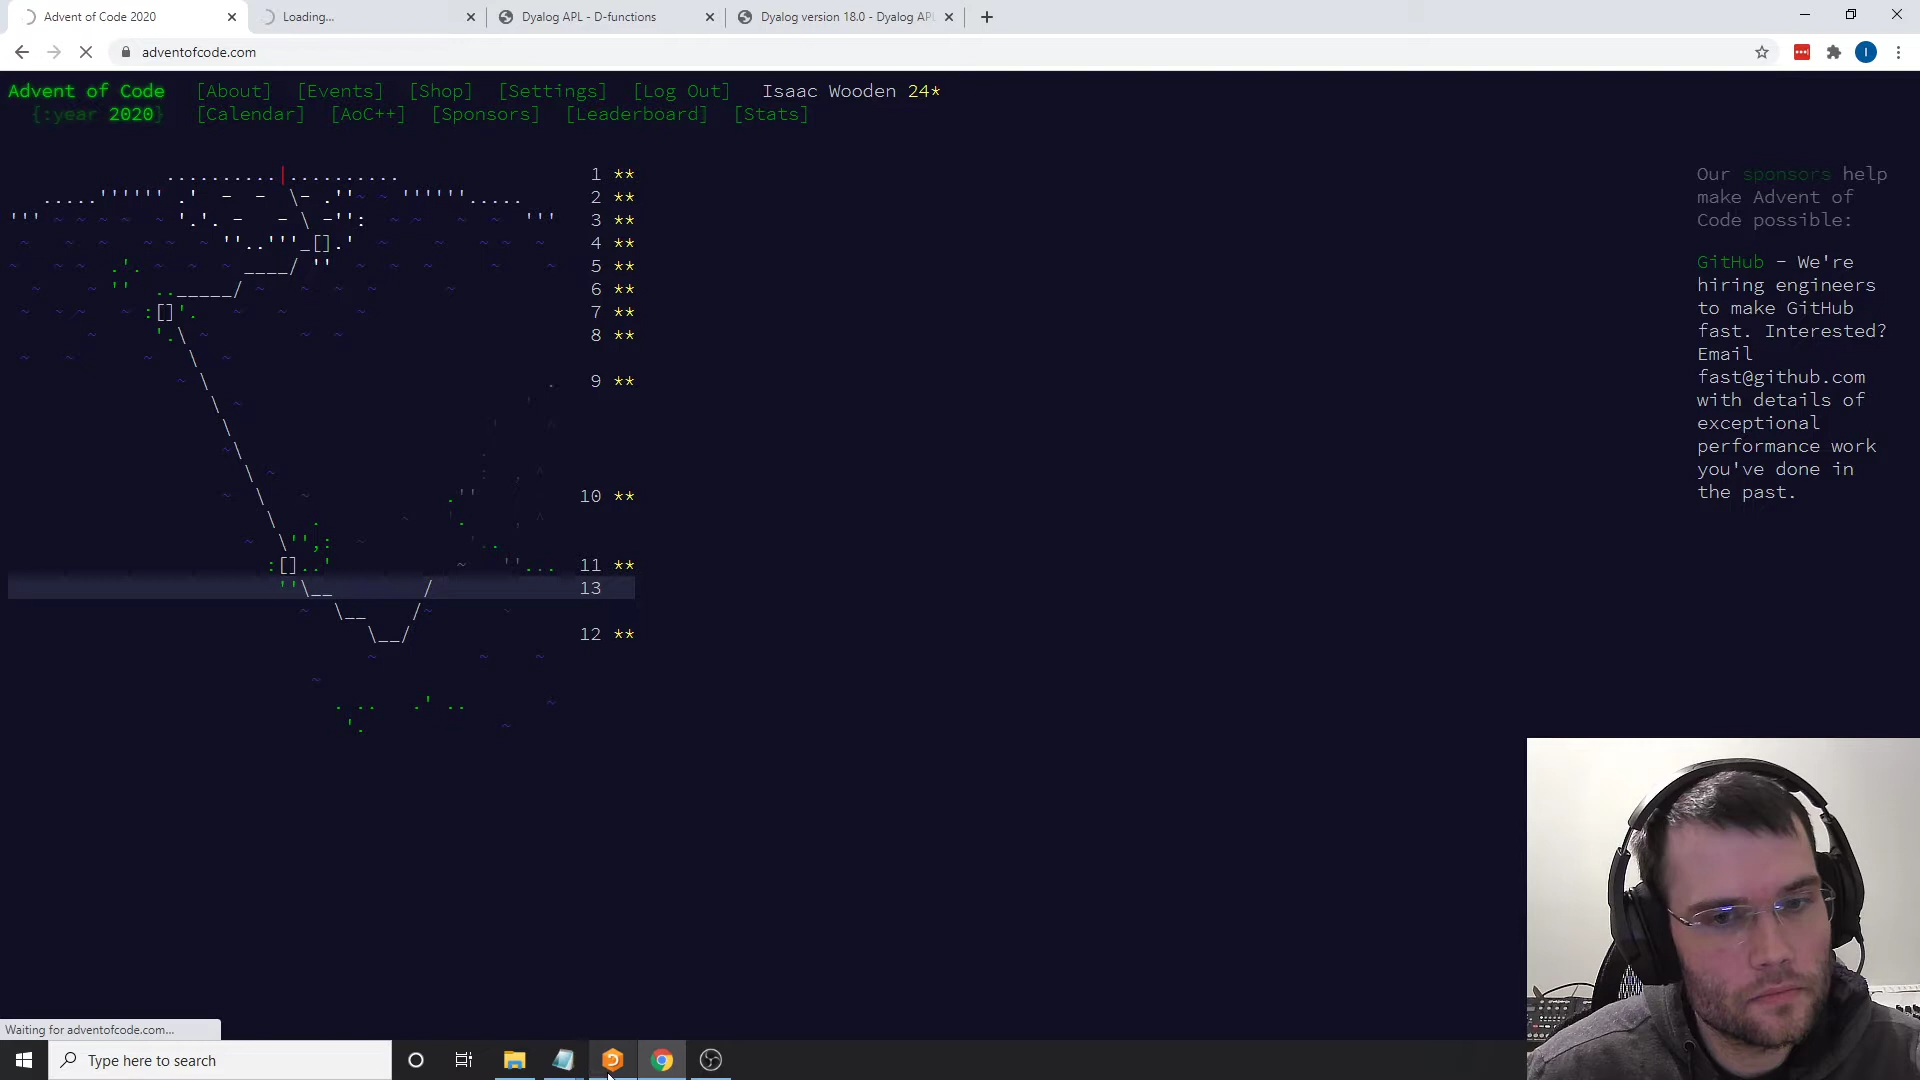 Advent of Code 2020
Loading...
Dyalog APL - D-functions
Dyalog version 18.0 - Dyalog APL
adventofcode.com
Advent of Code [About] [Events] [Shop] [Settings] [Log Out] Isaac Wooden 24*
{:year 2020} [Calendar] [AoC++] [Sponsors] [Leaderboard] [Stats]
1 **
2 **
3 **
4 **
5 **
6 **
7 **
8 **
9 **
10 **
11 **
13
12 **
Our sponsors help
make Advent of
Code possible:
GitHub - We're
hiring engineers
to make GitHub
fast. Interested?
Email
fast@github.com
with details of
exceptional
performance work
you've done in
the past.
Waiting for adventofcode.com...
Type here to search